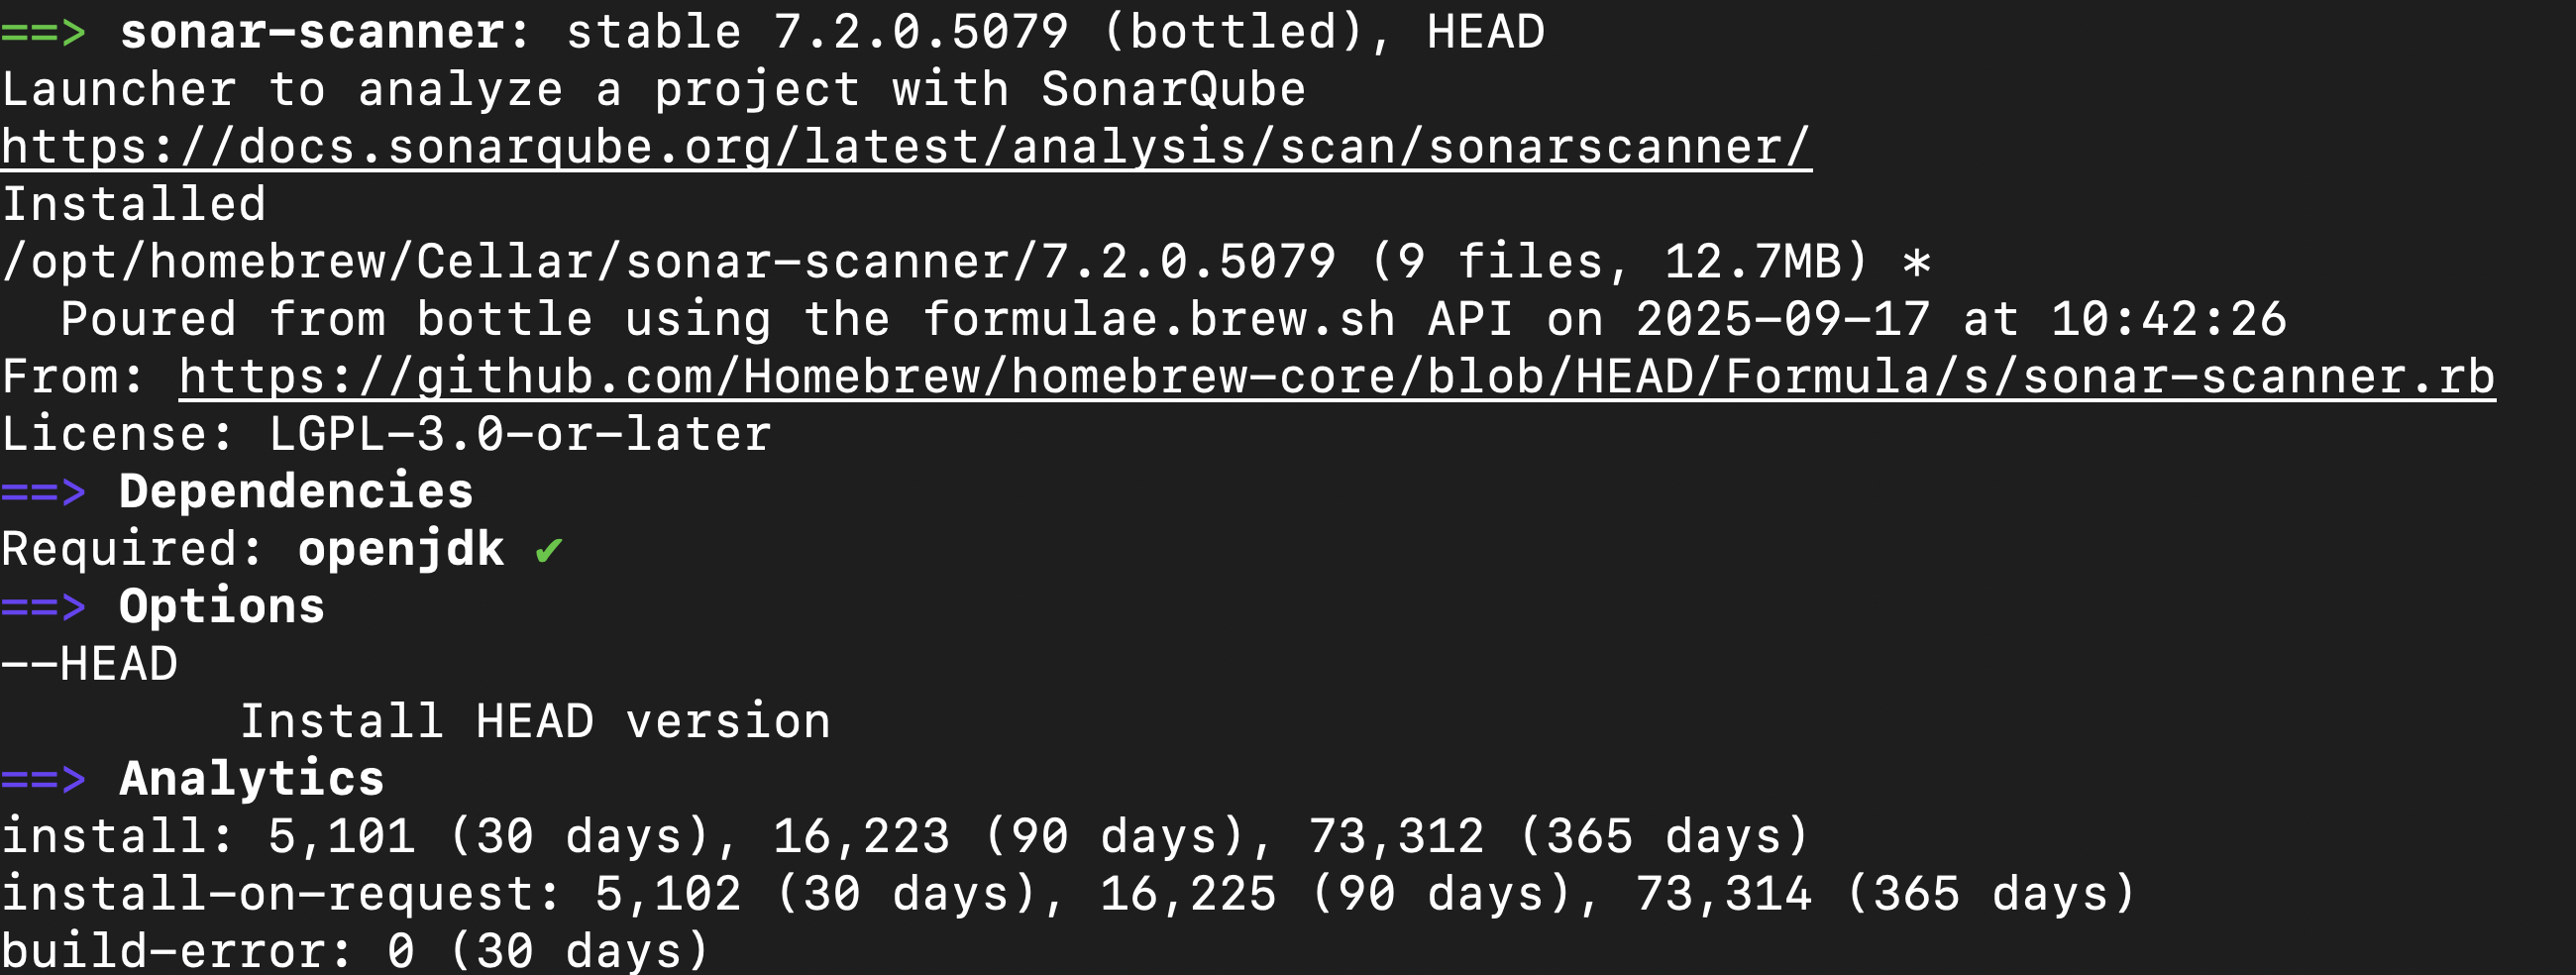 ==> sonar-scanner: stable 7.2.0.5079 (bottled), HEAD
Launcher to analyze a project with SonarQube
https://docs.sonarqube.org/latest/analysis/scan/sonarscanner/
Installed
/opt/homebrew/Cellar/sonar-scanner/7.2.0.5079 (9 files, 12.7MB) *
  Poured from bottle using the formulae.brew.sh API on 2025-09-17 at 10:42:26
From: https://github.com/Homebrew/homebrew-core/blob/HEAD/Formula/s/sonar-scanner.rb
License: LGPL-3.0-or-later
==> Dependencies
Required: openjdk ✔
==> Options
--HEAD
        Install HEAD version
==> Analytics
install: 5,101 (30 days), 16,223 (90 days), 73,312 (365 days)
install-on-request: 5,102 (30 days), 16,225 (90 days), 73,314 (365 days)
build-error: 0 (30 days)